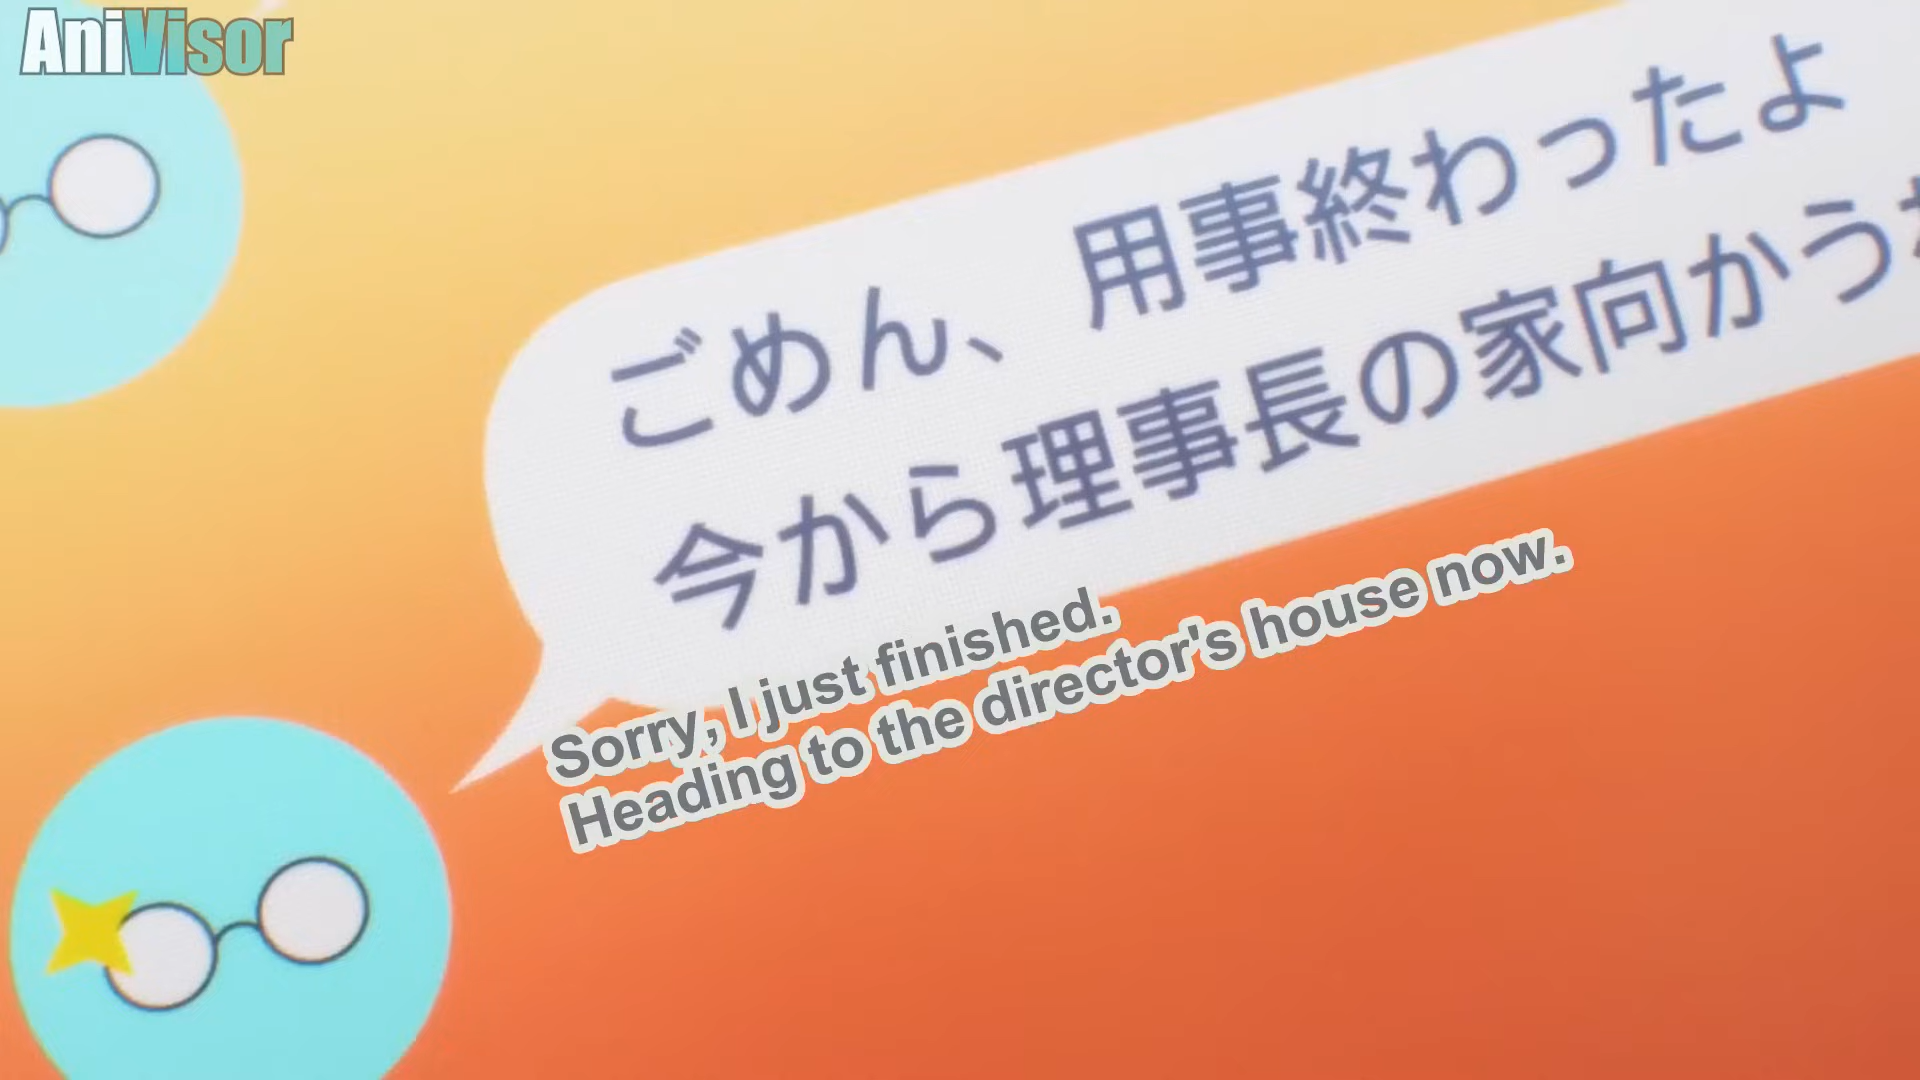 AniVisor
ごめん、用事終わったよ
今から理事長の家向かう
Sorry, I just finished.
Heading to the director's house now.